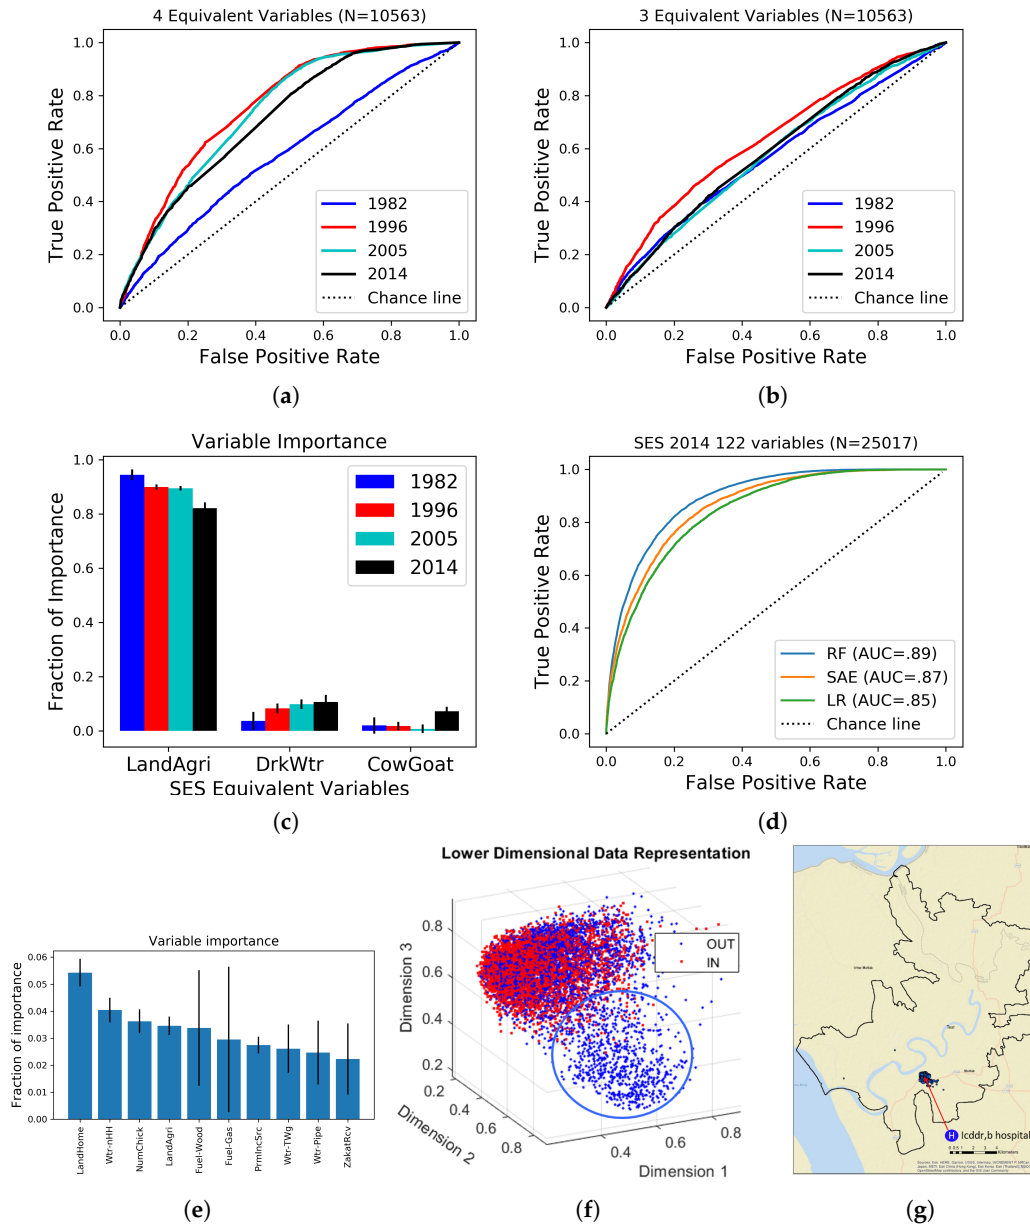 4 Equivalent Variables (N=10563)
True Positive Rate
1.0
0.8
0.6
0.4
0.2
0.0
1982
1996
2005
2014
Chance line
0.0 0.2 0.4 0.6 0.8 1.0
False Positive Rate
(a)
3 Equivalent Variables (N=10563)
True Positive Rate
1.0
0.8
0.6
0.4
0.2
0.0
1982
1996
2005
2014
Chance line
0.0 0.2 0.4 0.6 0.8 1.0
False Positive Rate
(b)
Variable Importance
Fraction of Importance
1.0
0.8
0.6
0.4
0.2
0.0
1982
1996
2005
2014
LandAgri DrkWtr CowGoat
SES Equivalent Variables
(c)
SES 2014 122 variables (N=25017)
True Positive Rate
1.0
0.8
0.6
0.4
0.2
0.0
RF (AUC=.89)
SAE (AUC=.87)
LR (AUC=.85)
Chance line
0.0 0.2 0.4 0.6 0.8 1.0
False Positive Rate
(d)
Variable importance
Fraction of importance
0.06
0.05
0.04
0.03
0.02
0.01
0.00
LandHome
Wtr-nHH
NumChick
LandAgri
Fuel-Wood
Fuel-Gas
PrmIncSrc
Wtr-TWg
Wtr-Pipe
ZakatRcv
(e)
Lower Dimensional Data Representation
Dimension 3
0.8
0.6
0.4
0.2
OUT
IN
0.2
0.4
0.6
0.8
Dimension 2
0.4 0.6 0.8
Dimension 1
(f)
H Icddr,b hospital
Kilometers
(g)